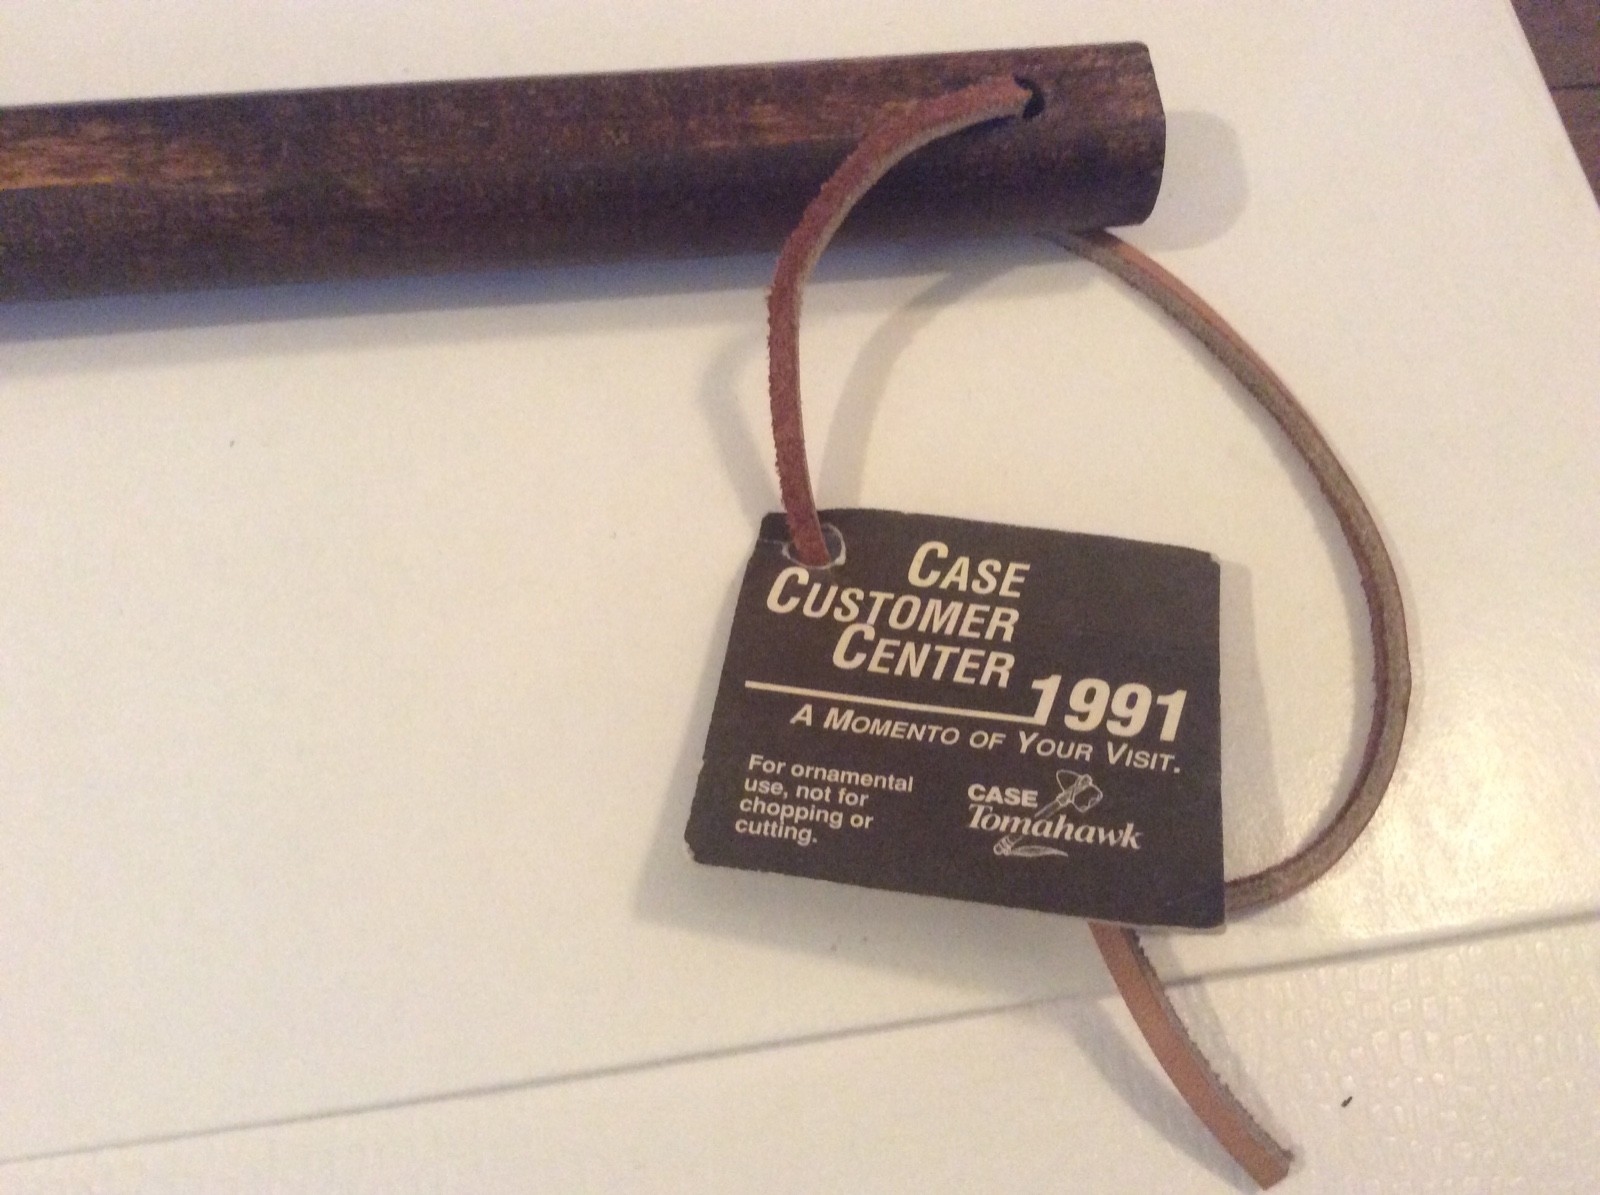 CASE
CUSTOMER
CENTER
1991
A MOMENTO OF YOUR VISIT.
For ornamental
use, not for
chopping or
cutting.
CASE
Tomahawk